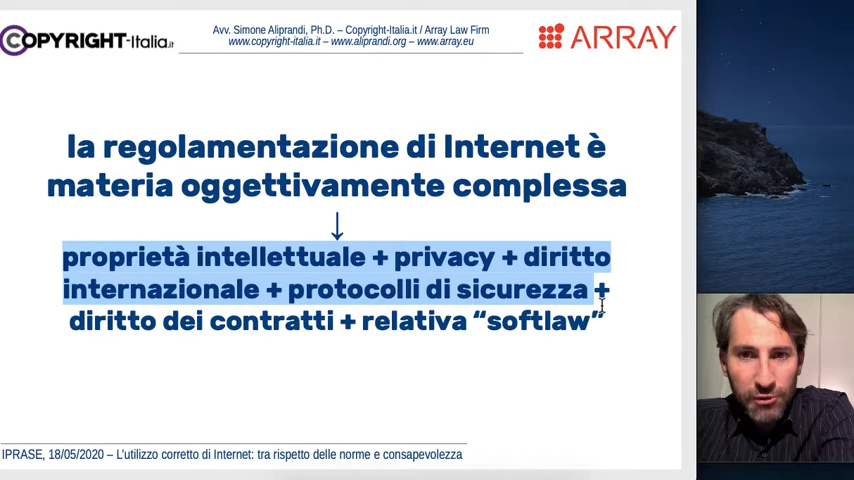 COPYRIGHT-Italia.it
Avv. Simone Aliprandi, Ph.D. – Copyright-Italia.it / Array Law Firm
www.copyright-italia.it – www.aliprandi.org – www.array.eu
ARRAY
la regolamentazione di Internet è
materia oggettivamente complessa
↓
proprietà intellettuale + privacy + diritto
internazionale + protocolli di sicurezza +
diritto dei contratti + relativa “softlaw”
IPRASE, 18/05/2020 – L’utilizzo corretto di Internet: tra rispetto delle norme e consapevolezza